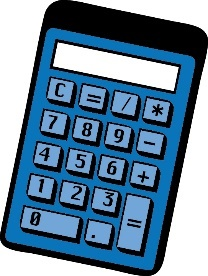 C = / *
7 8 9 -
4 5 6 +
1 2 3 =
0 .